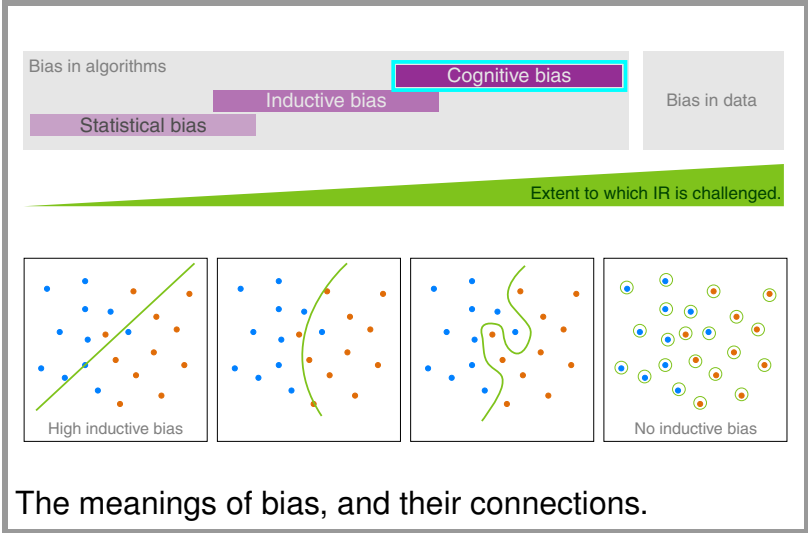 Bias in algorithms
Cognitive bias
Inductive bias
Bias in data
Statistical bias
Extent to which IR is challenged.
High inductive bias
No inductive bias
The meanings of bias, and their connections.